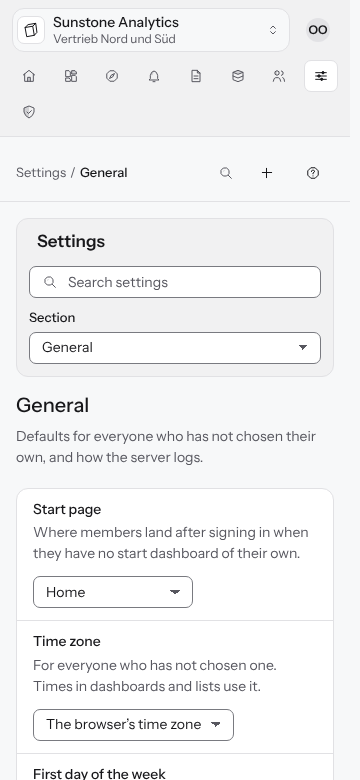 Sunstone Analytics
Vertrieb Nord und Süd
OO
Settings / General
Settings
Search settings
Section
General
General
Defaults for everyone who has not chosen their
own, and how the server logs.
Start page
Where members land after signing in when
they have no start dashboard of their own.
Home
Time zone
For everyone who has not chosen one.
Times in dashboards and lists use it.
The browser's time zone
First day of the week